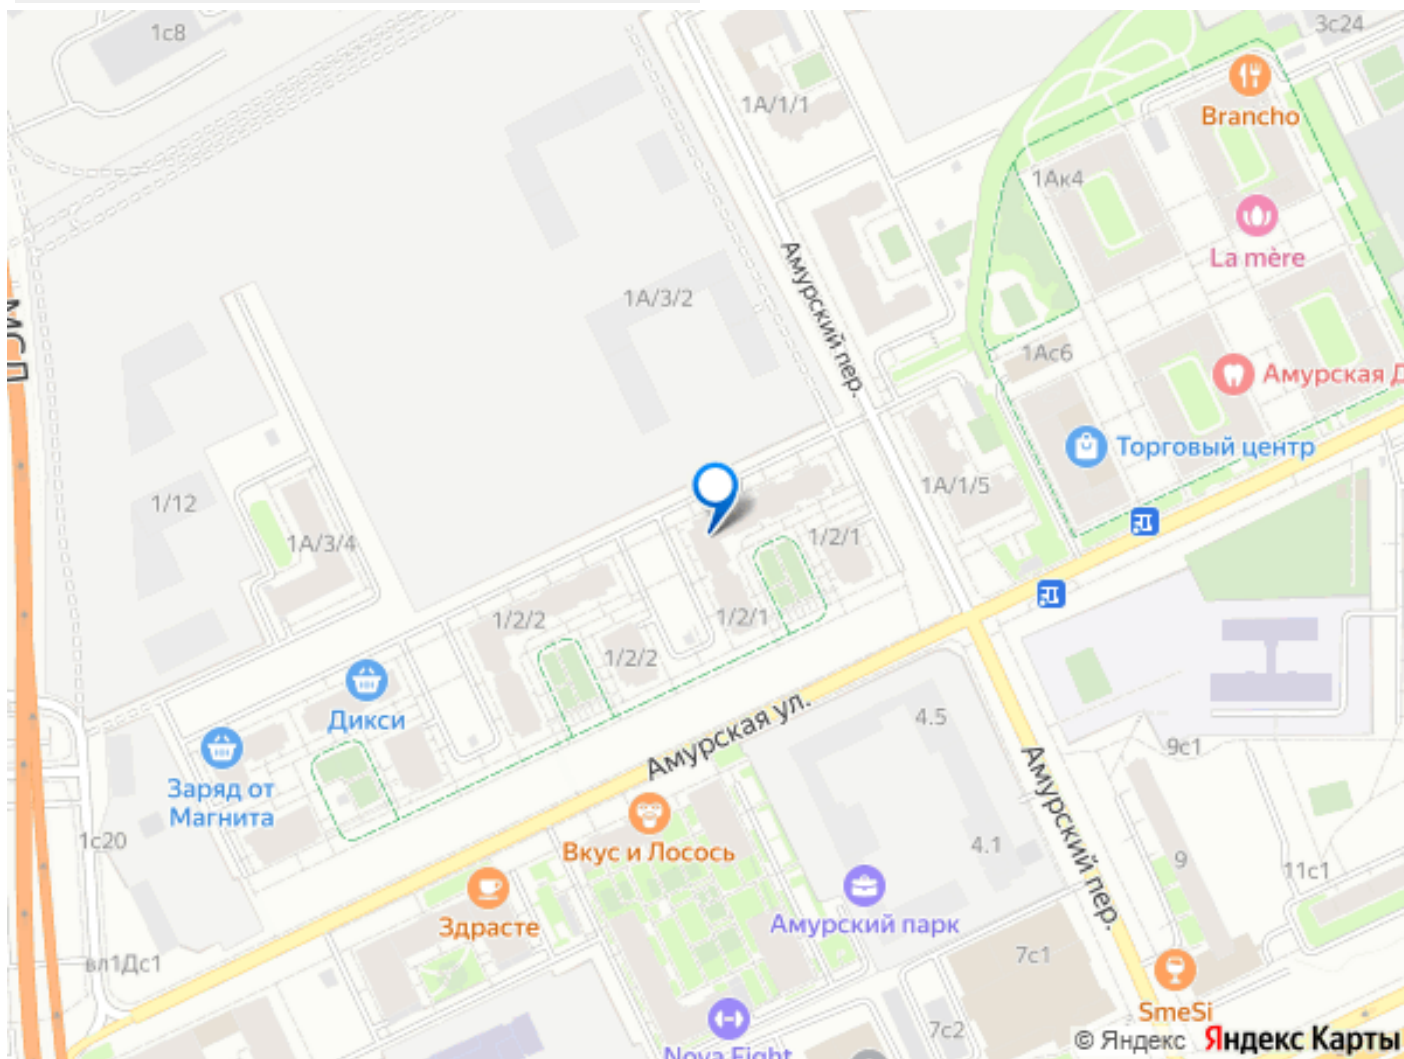 1с8
3с24
1А/1/1
Brancho
1Ак4
La mère
Амурский пер.
1А/3/2
МСД
1Ас6
Амурская Д
Торговый центр
1А/1/5
1/12
1А/3/4
1/2/1
1/2/2
1/2/1
1/2/2
Дикси
Амурская ул.
4.5
9с1
Заряд от
Магнита
Амурский пер.
1с20
Вкус и Лосось
4.1
9
11с1
Здрасте
Амурский парк
7с1
вл1Дс1
SmeSi
7с2
Nova Fight
© Яндекс Яндекс Карты